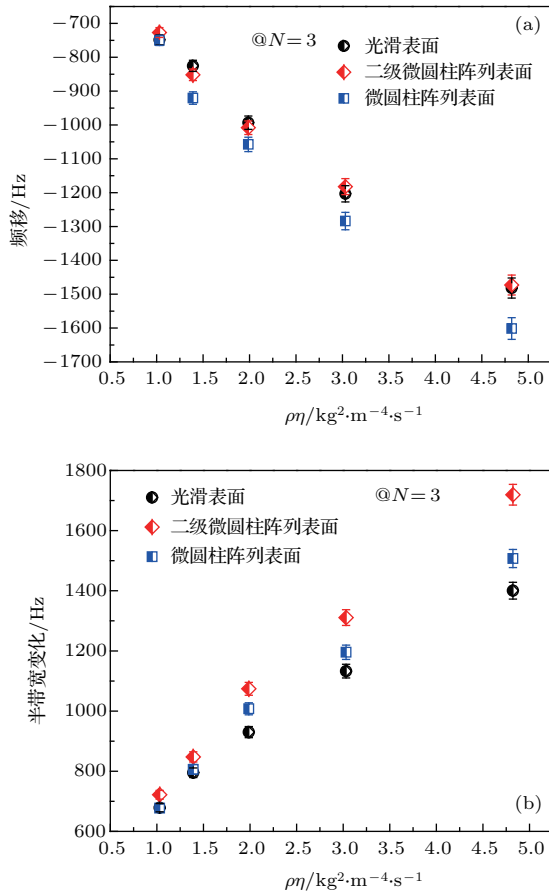 (a)
@N=3
光滑表面
二级微圆柱阵列表面
微圆柱阵列表面
频移/Hz
−700
−800
−900
−1000
−1100
−1200
−1300
−1400
−1500
−1600
−1700
0.5 1.0 1.5 2.0 2.5 3.0 3.5 4.0 4.5 5.0
ρη/kg²·m⁻⁴·s⁻¹
光滑表面
@N=3
二级微圆柱阵列表面
微圆柱阵列表面
半带宽变化/Hz
1800
1600
1400
1200
1000
800
600
(b)
0.5 1.0 1.5 2.0 2.5 3.0 3.5 4.0 4.5 5.0
ρη/kg²·m⁻⁴·s⁻¹